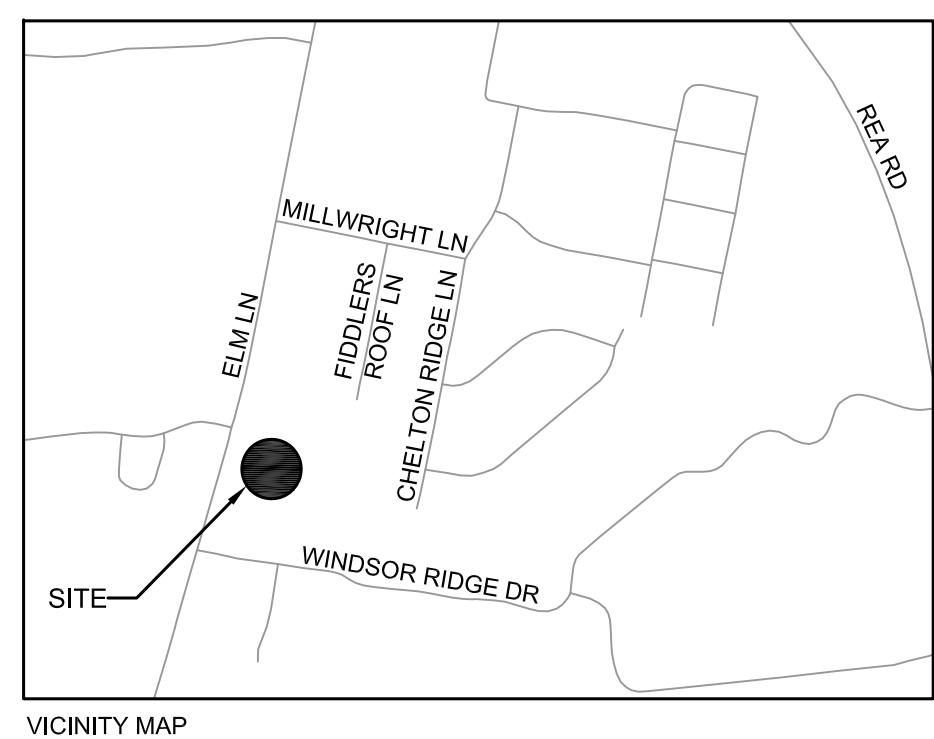 REA RD
MILLWRIGHT LN
FIDDLERS
ROOF LN
CHELTON RIDGE LN
ELM LN
WINDSOR RIDGE DR
SITE
VICINITY MAP